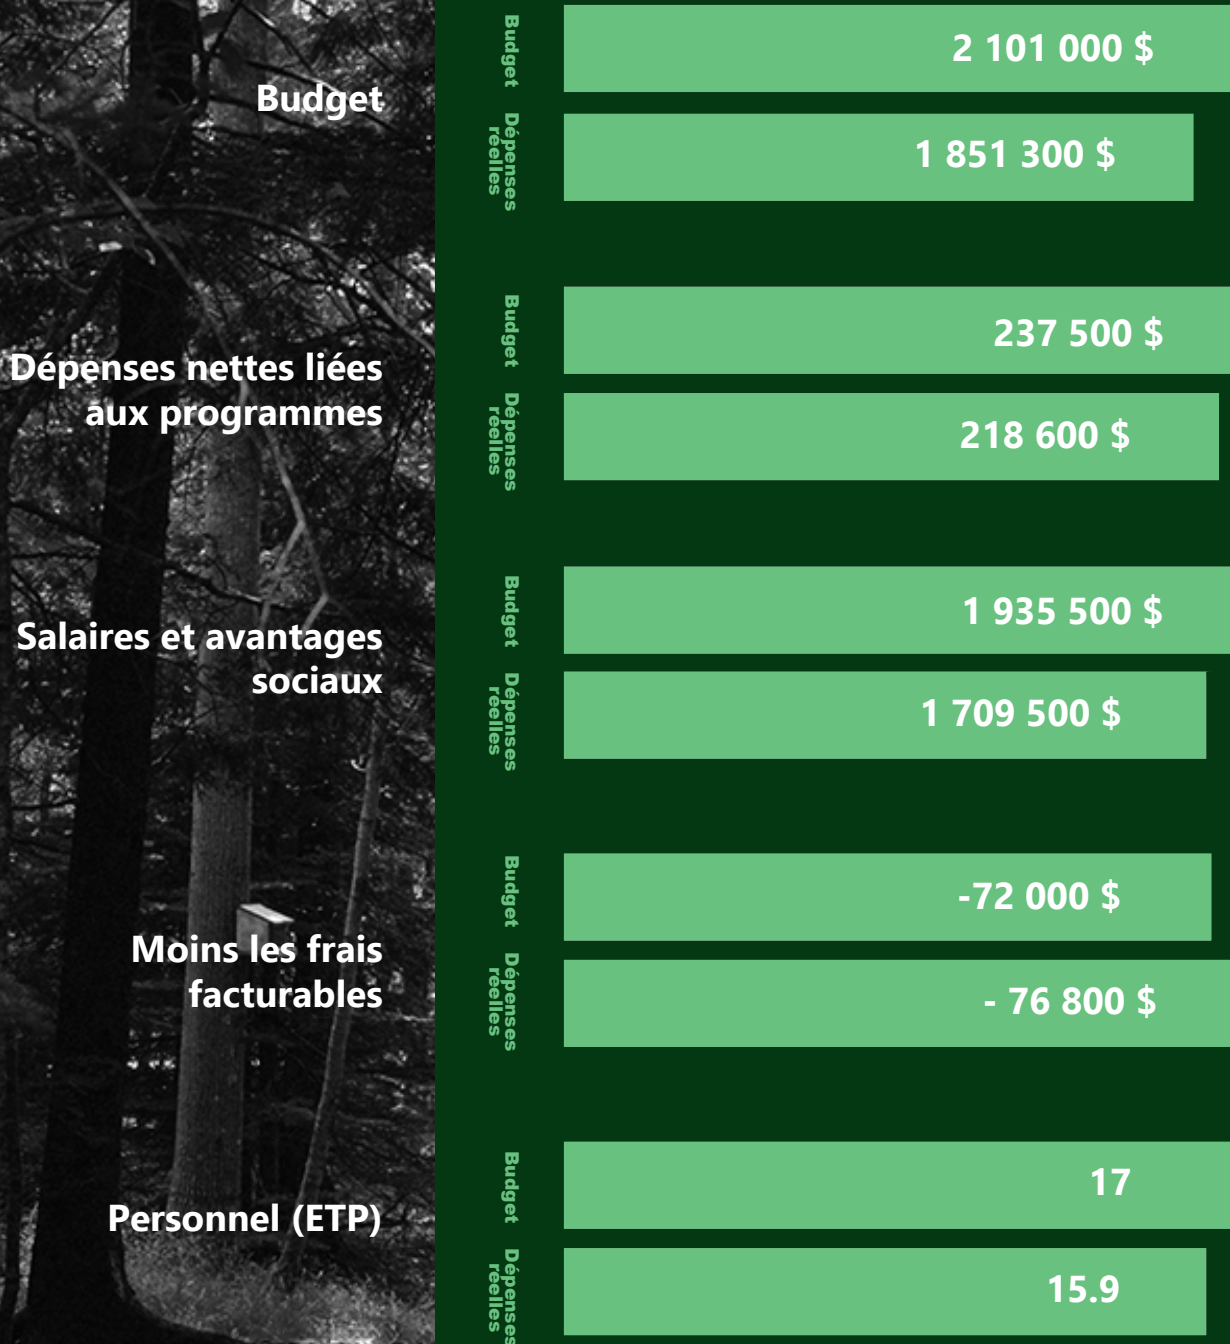 Budget
Budget
2 101 000 $
Dépenses
réelles
1 851 300 $
Dépenses nettes liées
aux programmes
Budget
237 500 $
Dépenses
réelles
218 600 $
Salaires et avantages
sociaux
Budget
1 935 500 $
Dépenses
réelles
1 709 500 $
Moins les frais
facturables
Budget
-72 000 $
Dépenses
réelles
- 76 800 $
Personnel (ETP)
Budget
17
Dépenses
réelles
15.9